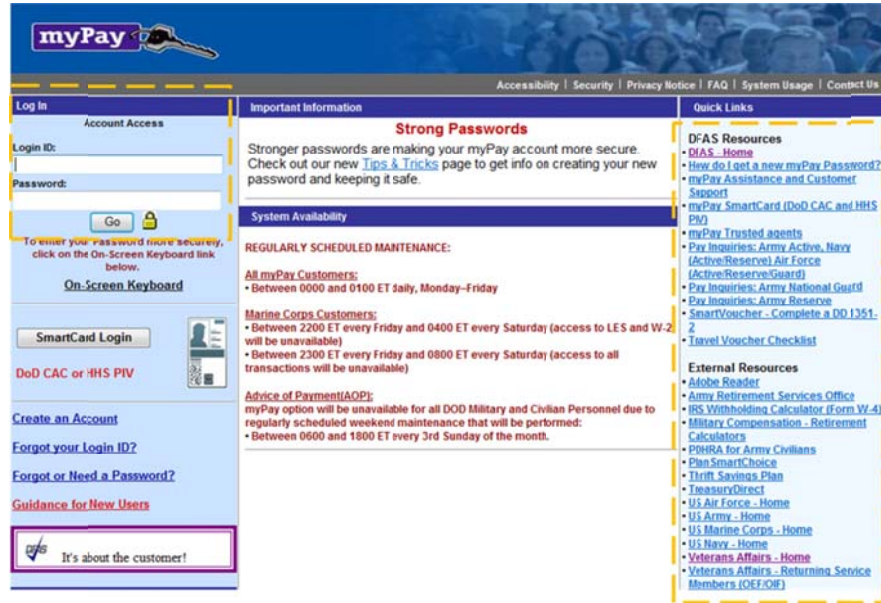 myPay
Accessibility | Security | Privacy Notice | FAQ | System Usage | Contact Us
Log In
Account Access
Login ID:
Password:
Go
To enter your Password more securely,
click on the On-Screen Keyboard link
below.
On-Screen Keyboard
SmartCard Login
DoD CAC or HHS PIV
Create an Account
Forgot your Login ID?
Forgot or Need a Password?
Guidance for New Users
DFAS
It's about the customer!
Important Information
Strong Passwords
Stronger passwords are making your myPay account more secure.
Check out our new Tips & Tricks page to get info on creating your new
password and keeping it safe.
System Availability
REGULARLY SCHEDULED MAINTENANCE:
All myPay Customers:
• Between 0000 and 0100 ET daily, Monday–Friday
Marine Corps Customers:
• Between 2200 ET every Friday and 0400 ET every Saturday (access to LES and W-2
will be unavailable)
• Between 2300 ET every Friday and 0800 ET every Saturday (access to all
transactions will be unavailable)
Advice of Payment(AOP):
myPay option will be unavailable for all DOD Military and Civilian Personnel due to
regularly scheduled weekend maintenance that will be performed:
• Between 0600 and 1800 ET every 3rd Sunday of the month.
Quick Links
DFAS Resources
• DFAS - Home
• How do I get a new myPay Password?
• myPay Assistance and Customer
Support
• myPay SmartCard (DoD CAC and HHS
PIV)
• myPay Trusted agents
• Pay Inquiries: Army Active, Navy
(Active/Reserve) Air Force
(Active/Reserve/Guard)
• Pay Inquiries: Army National Guard
• Pay Inquiries: Army Reserve
• SmartVoucher - Complete a DD 1351-
2
• Travel Voucher Checklist
External Resources
• Adobe Reader
• Army Retirement Services Office
• IRS Withholding Calculator (Form W-4)
• Military Compensation - Retirement
Calculators
• PDHRA for Army Civilians
• PlanSmartChoice
• Thrift Savings Plan
• TreasuryDirect
• US Air Force - Home
• US Army - Home
• US Marine Corps - Home
• US Navy - Home
• Veterans Affairs - Home
• Veterans Affairs - Returning Service
Members (OEF/OIF)